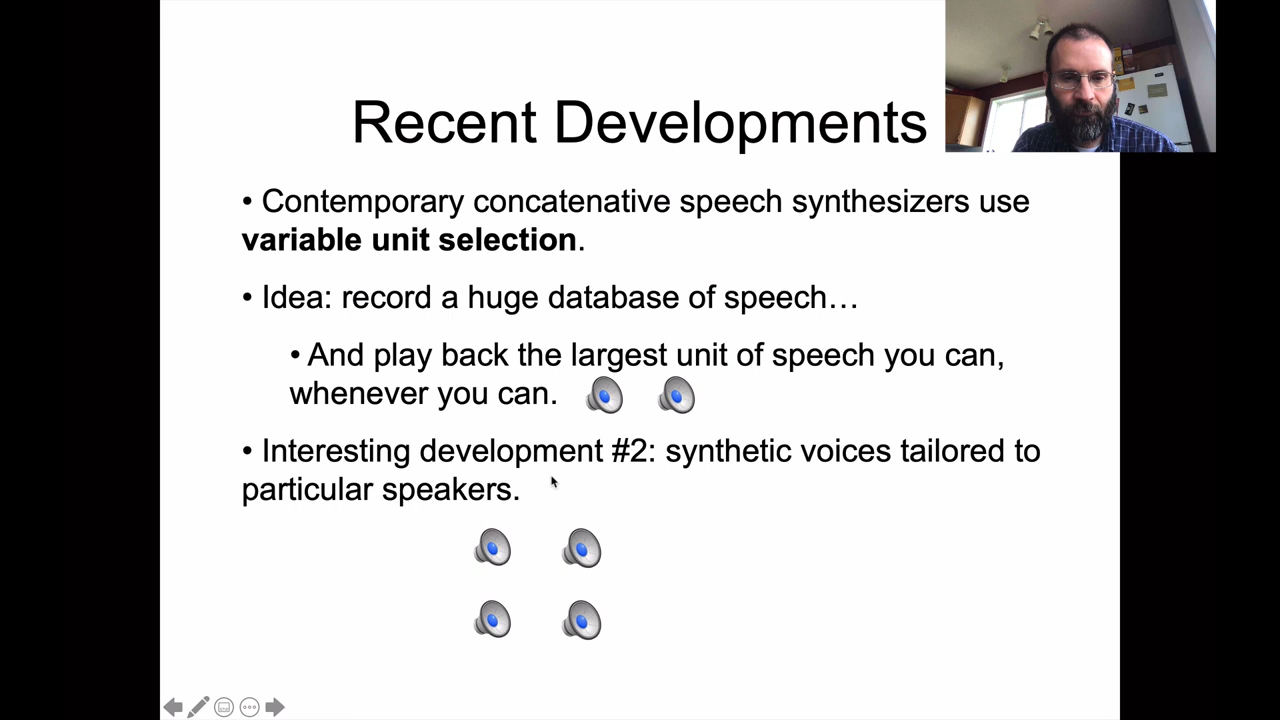 Recent Developments
• Contemporary concatenative speech synthesizers use
variable unit selection.
• Idea: record a huge database of speech…
• And play back the largest unit of speech you can,
whenever you can.
• Interesting development #2: synthetic voices tailored to
particular speakers.